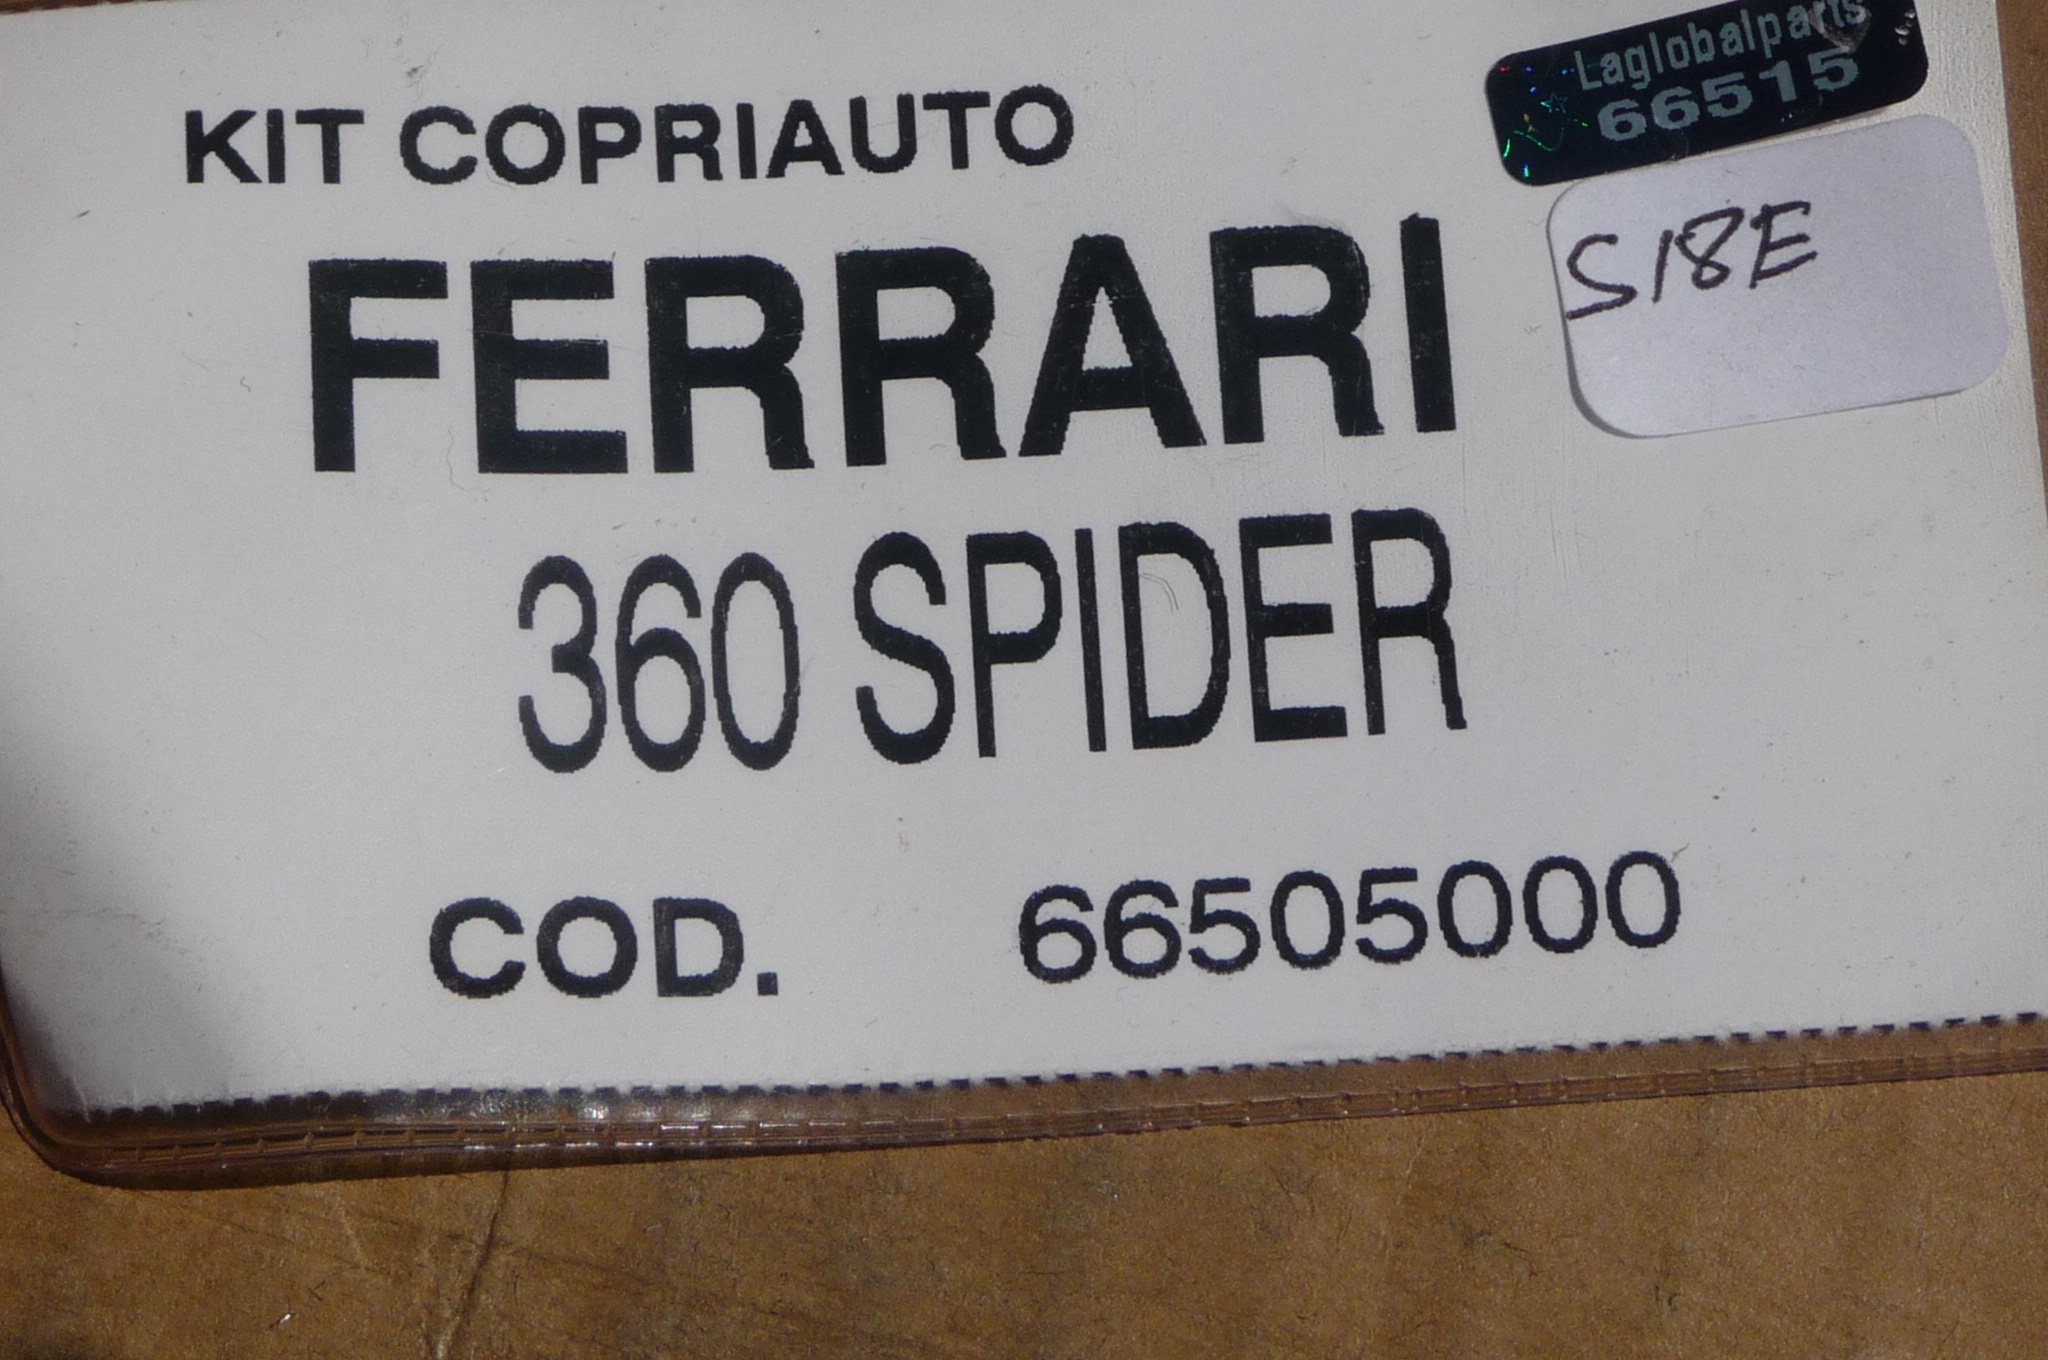 Laglobalparts
66515
S18E
KIT COPRIAUTO
FERRARI
360 SPIDER
COD. 66505000